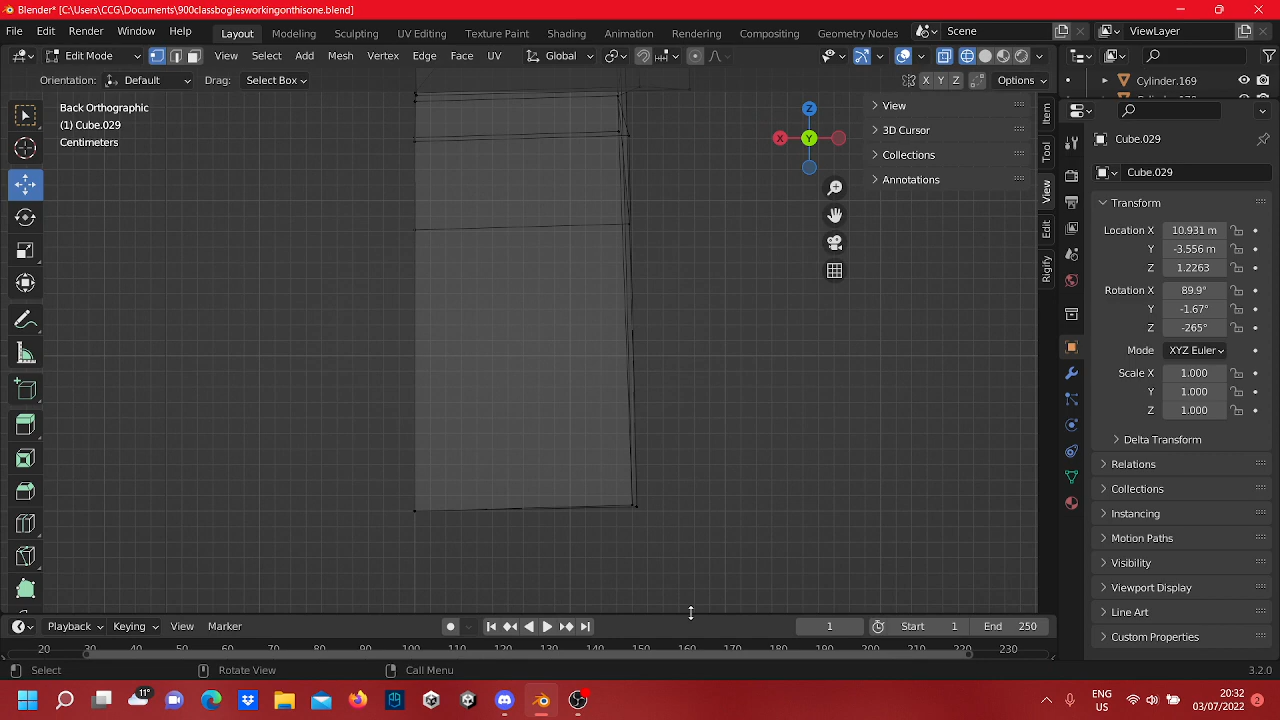 Blender* [C:\Users\CCG\Documents\900classbogiesworkingonthisone.blend]
File Edit Render Window Help Layout Modeling Sculpting UV Editing Texture Paint Shading Animation Rendering Compositing Geometry Nodes Scene ViewLayer
Edit Mode View Select Add Mesh Vertex Edge Face UV Global Options
Orientation: Default Drag: Select Box X Y Z Options
Cylinder.169
Back Orthographic
(1) Cube.029
Centimeters
View
3D Cursor
Collections
Annotations
Item
Tool
View
Edit
Rigify
Z
X
Y
Cube.029
Cube.029
Transform
Location X 10.931 m
Y -3.556 m
Z 1.2263
Rotation X 89.9°
Y -1.67°
Z -265°
Mode XYZ Euler
Scale X 1.000
Y 1.000
Z 1.000
Delta Transform
Relations
Collections
Instancing
Motion Paths
Visibility
Viewport Display
Line Art
Custom Properties
Playback Keying View Marker 1 Start 1 End 250
20 30 40 50 60 70 80 90 100 110 120 130 140 150 160 170 180 190 200 210 220 230
Select Rotate View Call Menu 3.2.0
11° ENG US 20:32 03/07/2022 2